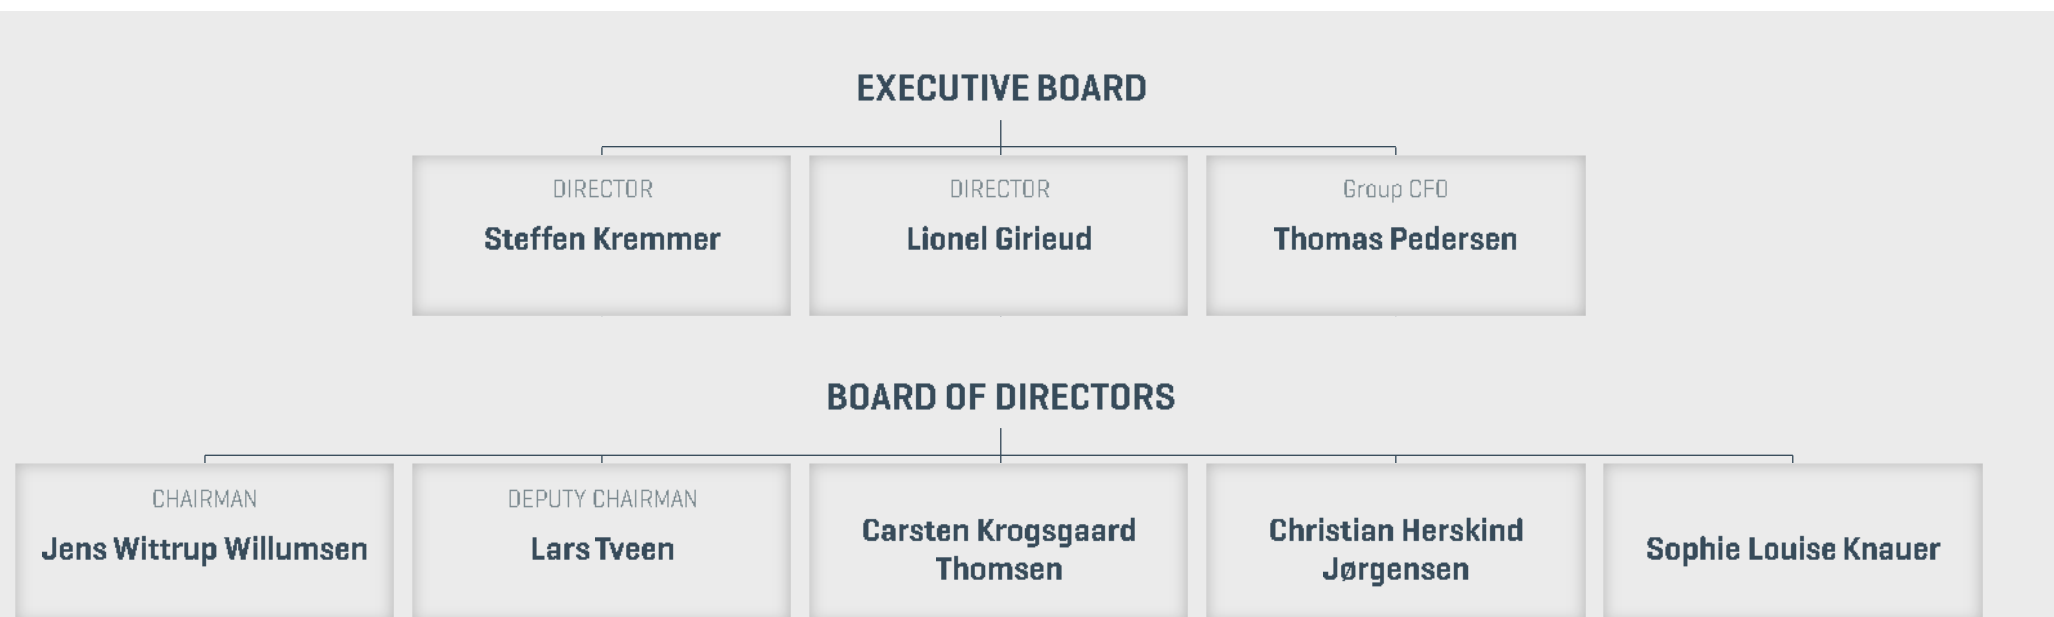 EXECUTIVE BOARD
DIRECTOR
Steffen Kremmer
DIRECTOR
Lionel Girieud
Group CFO
Thomas Pedersen
BOARD OF DIRECTORS
CHAIRMAN
Jens Wittrup Willumsen
DEPUTY CHAIRMAN
Lars Tveen
Carsten Krogsgaard
Thomsen
Christian Herskind
Jørgensen
Sophie Louise Knauer